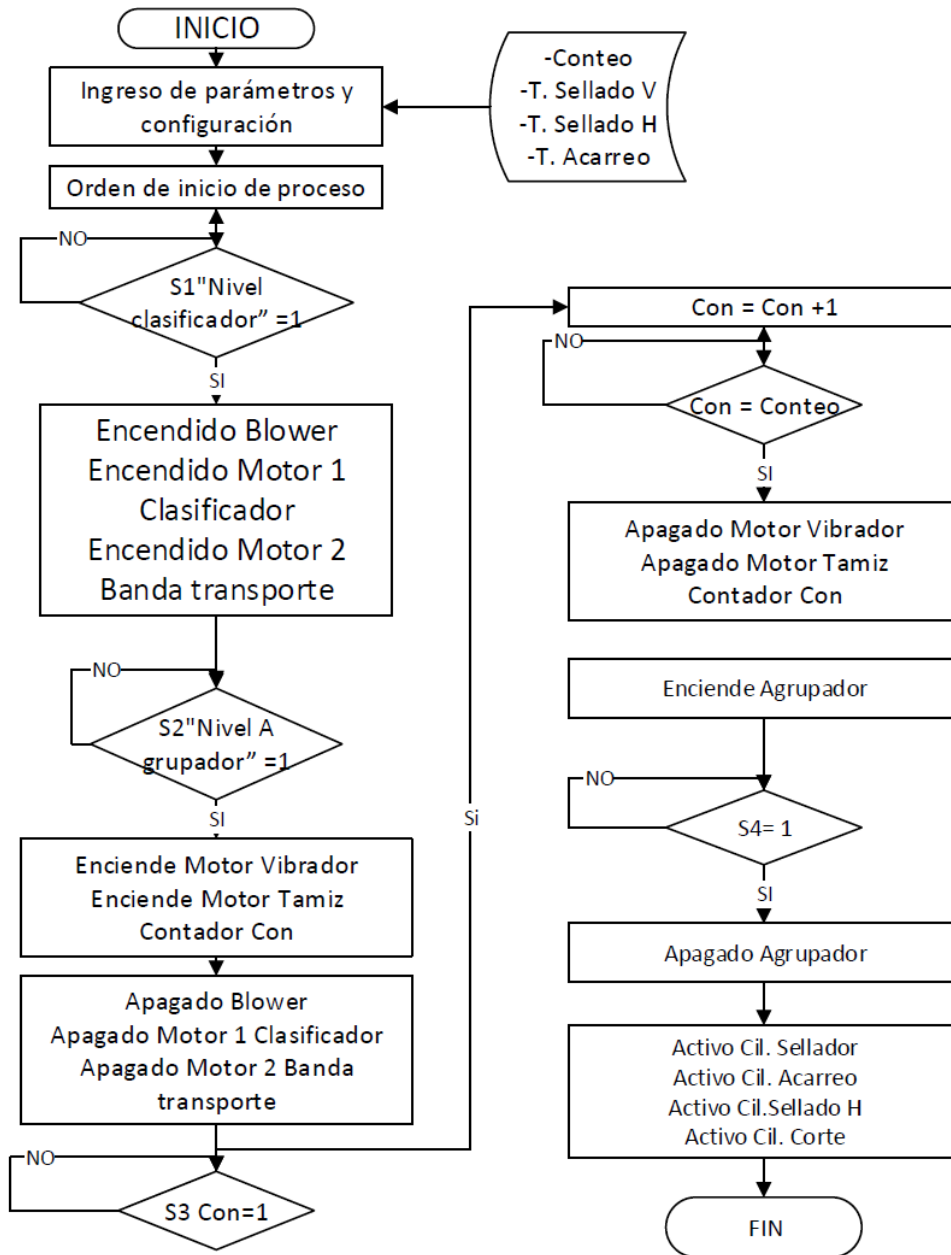 INICIO
Ingreso de parámetros y
configuración
-Conteo
-T. Sellado V
-T. Sellado H
-T. Acarreo
Orden de inicio de proceso
NO
S1"Nivel
clasificador” =1
SI
Encendido Blower
Encendido Motor 1
Clasificador
Encendido Motor 2
Banda transporte
NO
S2"Nivel A
grupador” =1
SI
Enciende Motor Vibrador
Enciende Motor Tamiz
Contador Con
Apagado Blower
Apagado Motor 1 Clasificador
Apagado Motor 2 Banda
transporte
NO
S3 Con=1
Si
Con = Con +1
NO
Con = Conteo
SI
Apagado Motor Vibrador
Apagado Motor Tamiz
Contador Con
Enciende Agrupador
NO
S4= 1
SI
Apagado Agrupador
Activo Cil. Sellador
Activo Cil. Acarreo
Activo Cil.Sellado H
Activo Cil. Corte
FIN